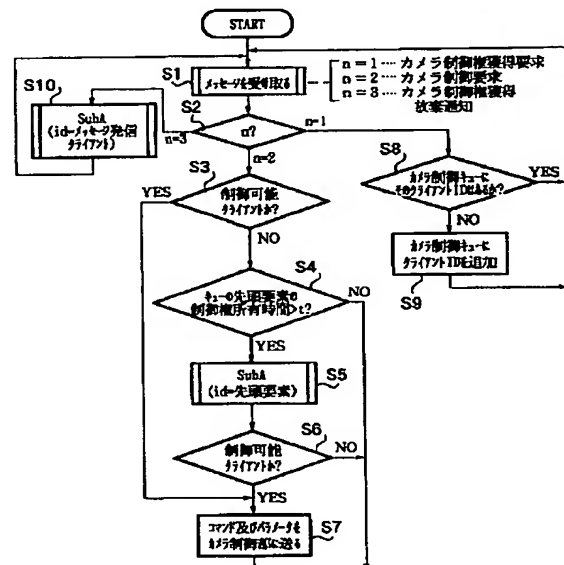 START
S1
メッセージを受け取る
n=1‥‥カメラ制御権獲得要求
n=2‥‥カメラ制御要求
n=3‥‥カメラ制御権獲得
放棄通知
S10
SubA
(id=メッセージ発信
クライアント)
S2
n?
n=3
n=1
n=2
S8
カメラ制御キューに
そのクライアントIDはあるか?
YES
NO
カメラ制御キューに
クライアントIDを追加
S9
S3
YES
制御可能
クライアントか?
NO
S4
キューの先頭要素の
制御権所有時間>t?
NO
YES
SubA
(id=先頭要素)
S5
S6
制御可能
クライアントか?
NO
YES
コマンド及びパラメータを
カメラ制御部に送る
S7